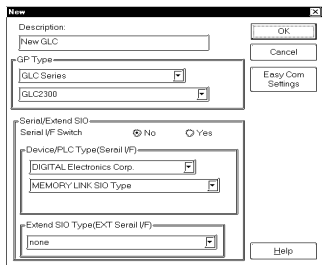 New
Description:
OK
New GLC
Cancel
GP Type
GLC Series
Easy Com
Settings
GLC2300
Serial/Extend SIO
Serial I/F Switch
No
Yes
Device/PLC Type(Serail I/F)
DIGITAL Electronics Corp.
MEMORY LINK SIO Type
Extend SIO Type(EXT Serail I/F)
none
Help